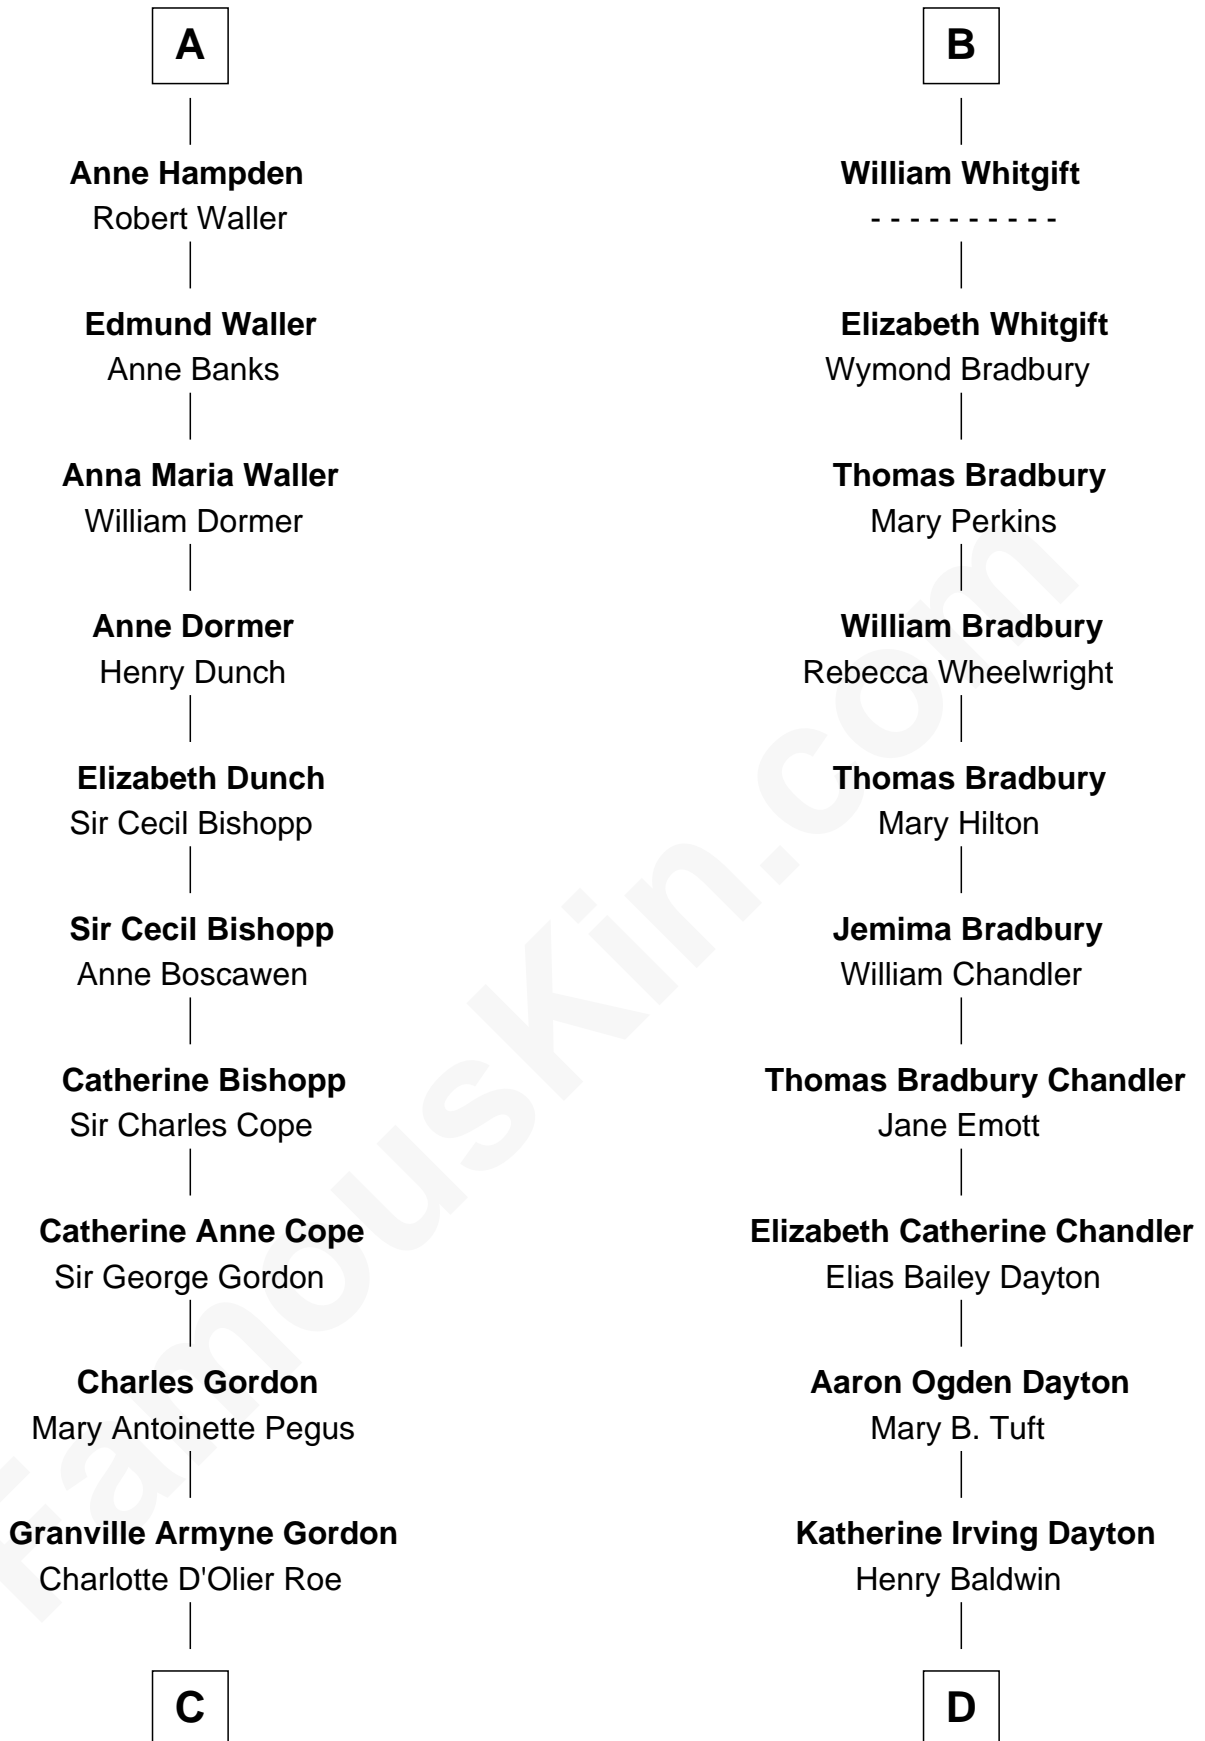 A
Anne Hampden
Robert Waller
Edmund Waller
Anne Banks
Anna Maria Waller
William Dormer
Anne Dormer
Henry Dunch
Elizabeth Dunch
Sir Cecil Bishopp
Sir Cecil Bishopp
Anne Boscawen
Catherine Bishopp
Sir Charles Cope
Catherine Anne Cope
Sir George Gordon
Charles Gordon
Mary Antoinette Pegus
Granville Armyne Gordon
Charlotte D'Olier Roe
C
B
William Whitgift
- - - - - - - - - -
Elizabeth Whitgift
Wymond Bradbury
Thomas Bradbury
Mary Perkins
William Bradbury
Rebecca Wheelwright
Thomas Bradbury
Mary Hilton
Jemima Bradbury
William Chandler
Thomas Bradbury Chandler
Jane Emott
Elizabeth Catherine Chandler
Elias Bailey Dayton
Aaron Ogden Dayton
Mary B. Tuft
Katherine Irving Dayton
Henry Baldwin
D
FamousKin.com